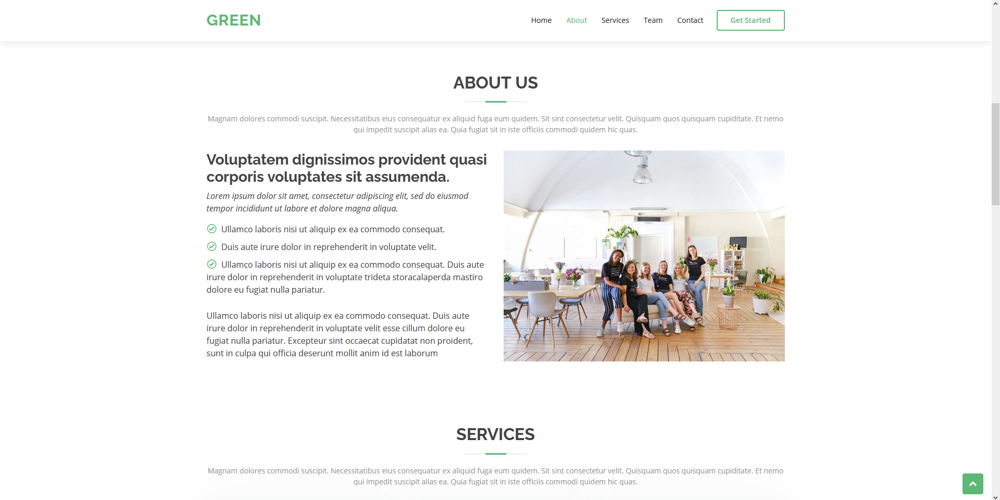 GREEN
Home About Services Team Contact Get Started
ABOUT US
Magnam dolores commodi suscipit. Necessitatibus eius consequatur ex aliquid fuga eum quidem. Sit sint consectetur velit. Quisquam quos quisquam cupiditate. Et nemo
qui impedit suscipit alias ea. Quia fugiat sit in iste officiis commodi quidem hic quas.
Voluptatem dignissimos provident quasi
corporis voluptates sit assumenda.
Lorem ipsum dolor sit amet, consectetur adipiscing elit, sed do eiusmod
tempor incididunt ut labore et dolore magna aliqua.
Ullamco laboris nisi ut aliquip ex ea commodo consequat.
Duis aute irure dolor in reprehenderit in voluptate velit.
Ullamco laboris nisi ut aliquip ex ea commodo consequat. Duis aute
irure dolor in reprehenderit in voluptate trideta storacalaperda mastiro
dolore eu fugiat nulla pariatur.
Ullamco laboris nisi ut aliquip ex ea commodo consequat. Duis aute
irure dolor in reprehenderit in voluptate velit esse cillum dolore eu
fugiat nulla pariatur. Excepteur sint occaecat cupidatat non proident,
sunt in culpa qui officia deserunt mollit anim id est laborum
SERVICES
Magnam dolores commodi suscipit. Necessitatibus eius consequatur ex aliquid fuga eum quidem. Sit sint consectetur velit. Quisquam quos quisquam cupiditate. Et nemo
qui impedit suscipit alias ea. Quia fugiat sit in iste officiis commodi quidem hic quas.